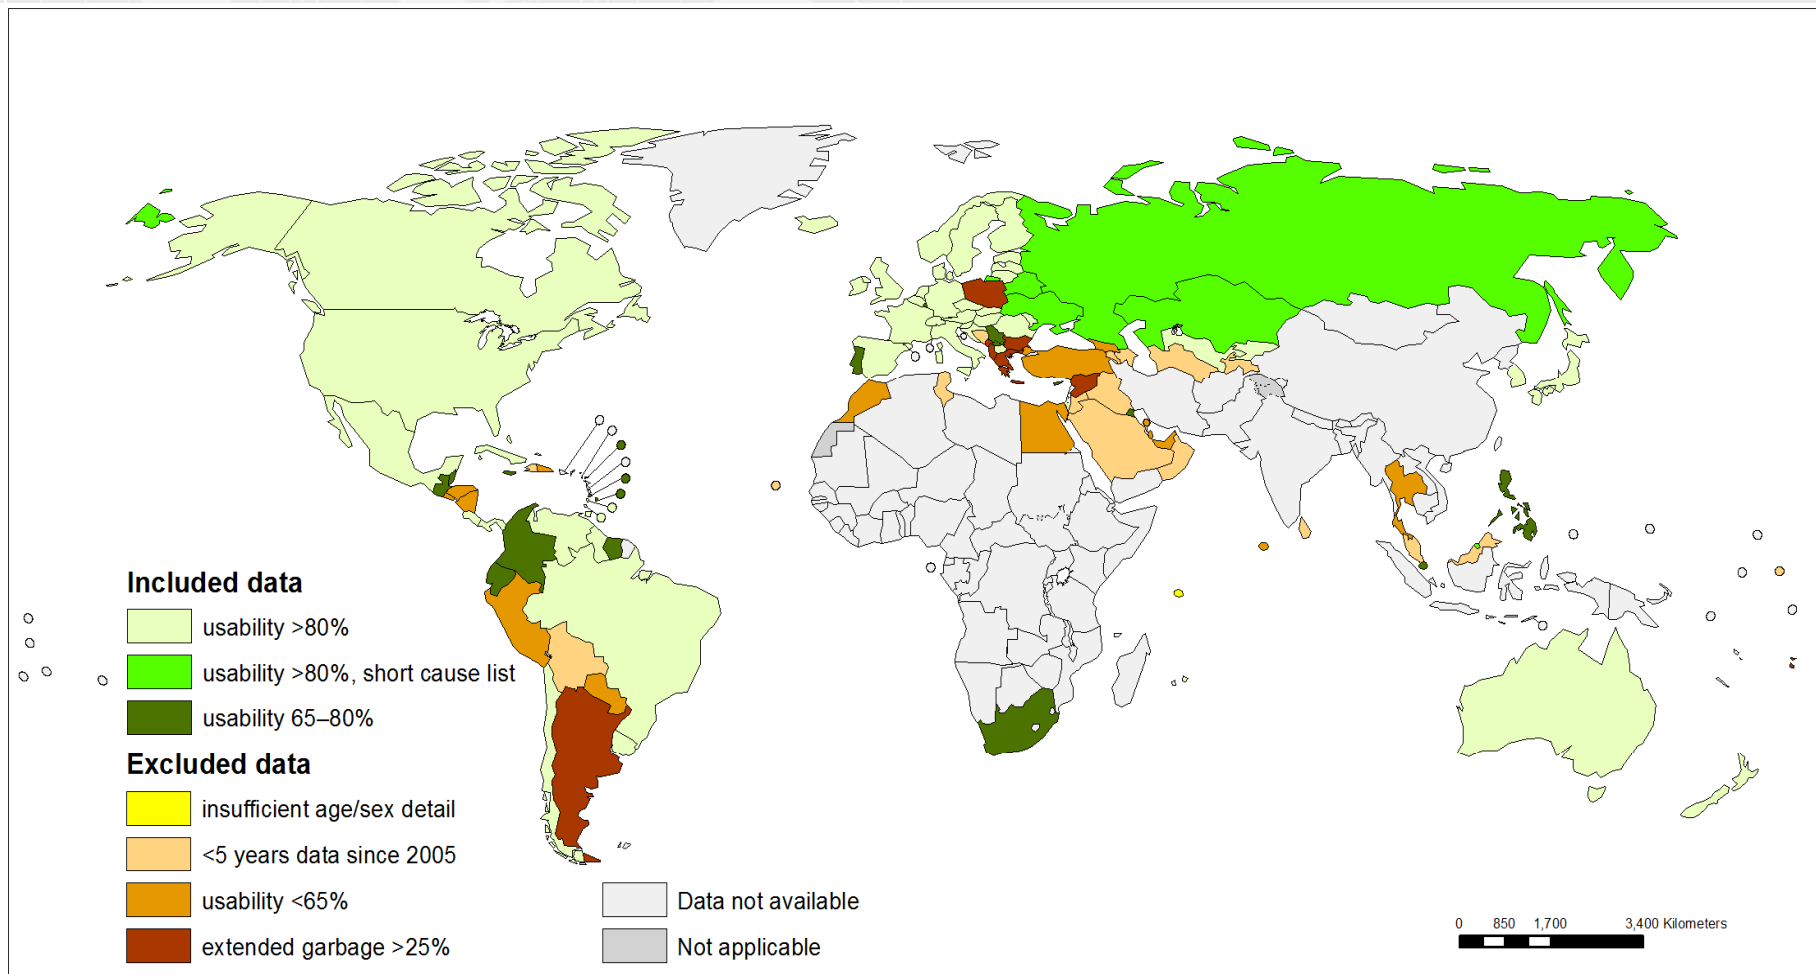 Included data
usability >80%
usability >80%, short cause list
usability 65–80%
Excluded data
insufficient age/sex detail
<5 years data since 2005
usability <65%
extended garbage >25%
Data not available
Not applicable
0 850 1,700 3,400 Kilometers